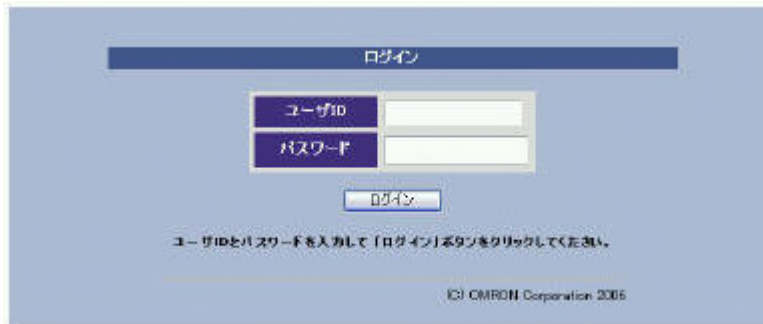 ログイン
ユーザID
パスワード
ログイン
ユーザIDとパスワードを入力して「ログイン」ボタンをクリックしてください。
(C) OMRON Corporation 2006